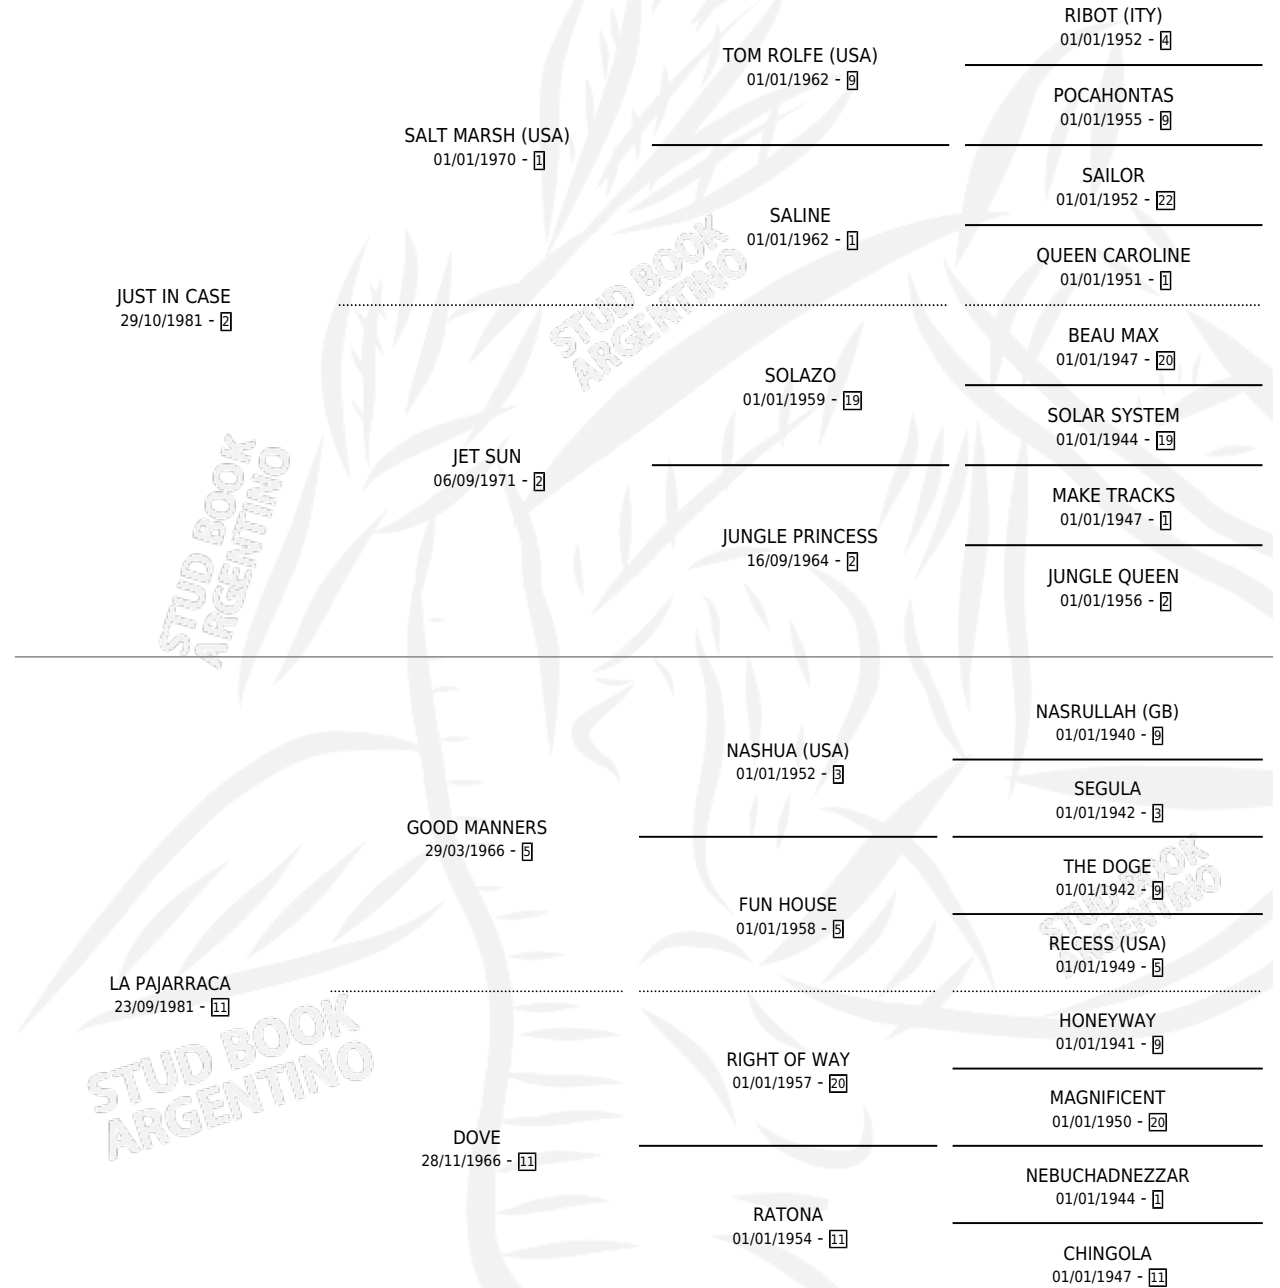 RIBOT (ITY)
01/01/1952 - 4
TOM ROLFE (USA)
01/01/1962 - 9
POCAHONTAS
01/01/1955 - 9
SALT MARSH (USA)
01/01/1970 - 1
SAILOR
01/01/1952 - 22
SALINE
01/01/1962 - 1
QUEEN CAROLINE
01/01/1951 - 1
STUD BOOK
ARGENTINO
JUST IN CASE
29/10/1981 - 2
BEAU MAX
01/01/1947 - 20
SOLAZO
01/01/1959 - 19
SOLAR SYSTEM
01/01/1944 - 19
JET SUN
06/09/1971 - 2
MAKE TRACKS
01/01/1947 - 1
JUNGLE PRINCESS
16/09/1964 - 2
JUNGLE QUEEN
01/01/1956 - 2
STUD BOOK
ARGENTINO
NASRULLAH (GB)
01/01/1940 - 9
NASHUA (USA)
01/01/1952 - 3
SEGULA
01/01/1942 - 3
GOOD MANNERS
29/03/1966 - 5
THE DOGE
01/01/1942 - 9
FUN HOUSE
01/01/1958 - 5
RECESS (USA)
01/01/1949 - 5
STUD BOOK
ARGENTINO
LA PAJARRACA
23/09/1981 - 11
HONEYWAY
01/01/1941 - 9
RIGHT OF WAY
01/01/1957 - 20
MAGNIFICENT
01/01/1950 - 20
STUD BOOK
ARGENTINO
DOVE
28/11/1966 - 11
NEBUCHADNEZZAR
01/01/1944 - 1
RATONA
01/01/1954 - 11
CHINGOLA
01/01/1947 - 11